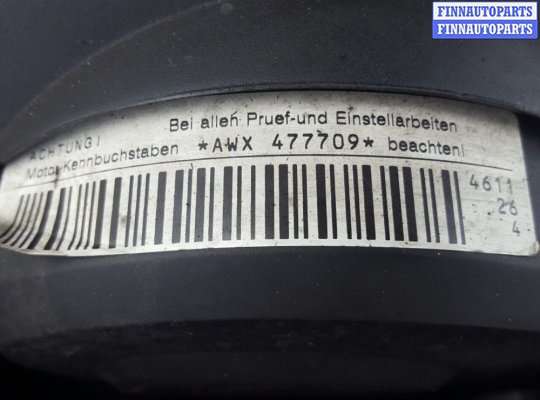 FINNAUTOPARTS
FINNAUTOPARTS
ACHTUNG! Bei allen Pruef-und Einstellarbeiten
Motor-Kennbuchstaben *AWX 477709* beachten!
4611
26
4